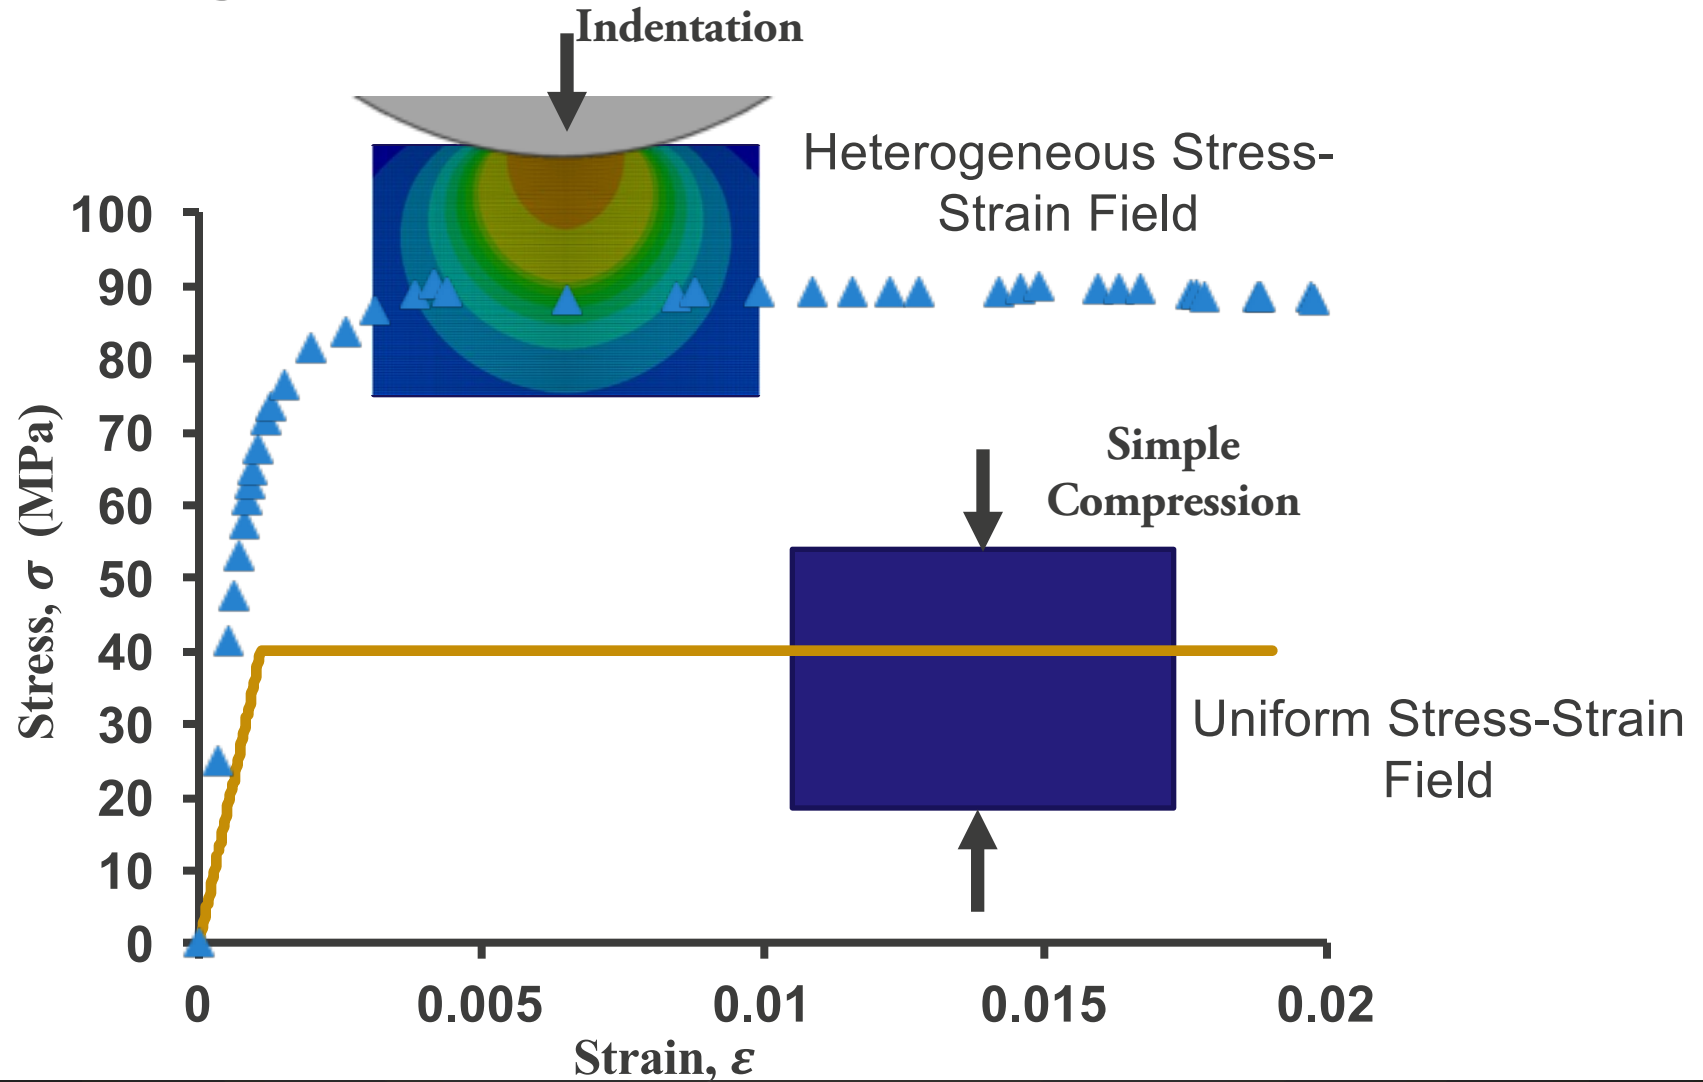 Indentation
Heterogeneous Stress-
Strain Field
100
90
80
70
60
50
40
30
20
10
0
Stress, σ (MPa)
Simple
Compression
Uniform Stress-Strain
Field
0 0.005 0.01 0.015 0.02
Strain, ε